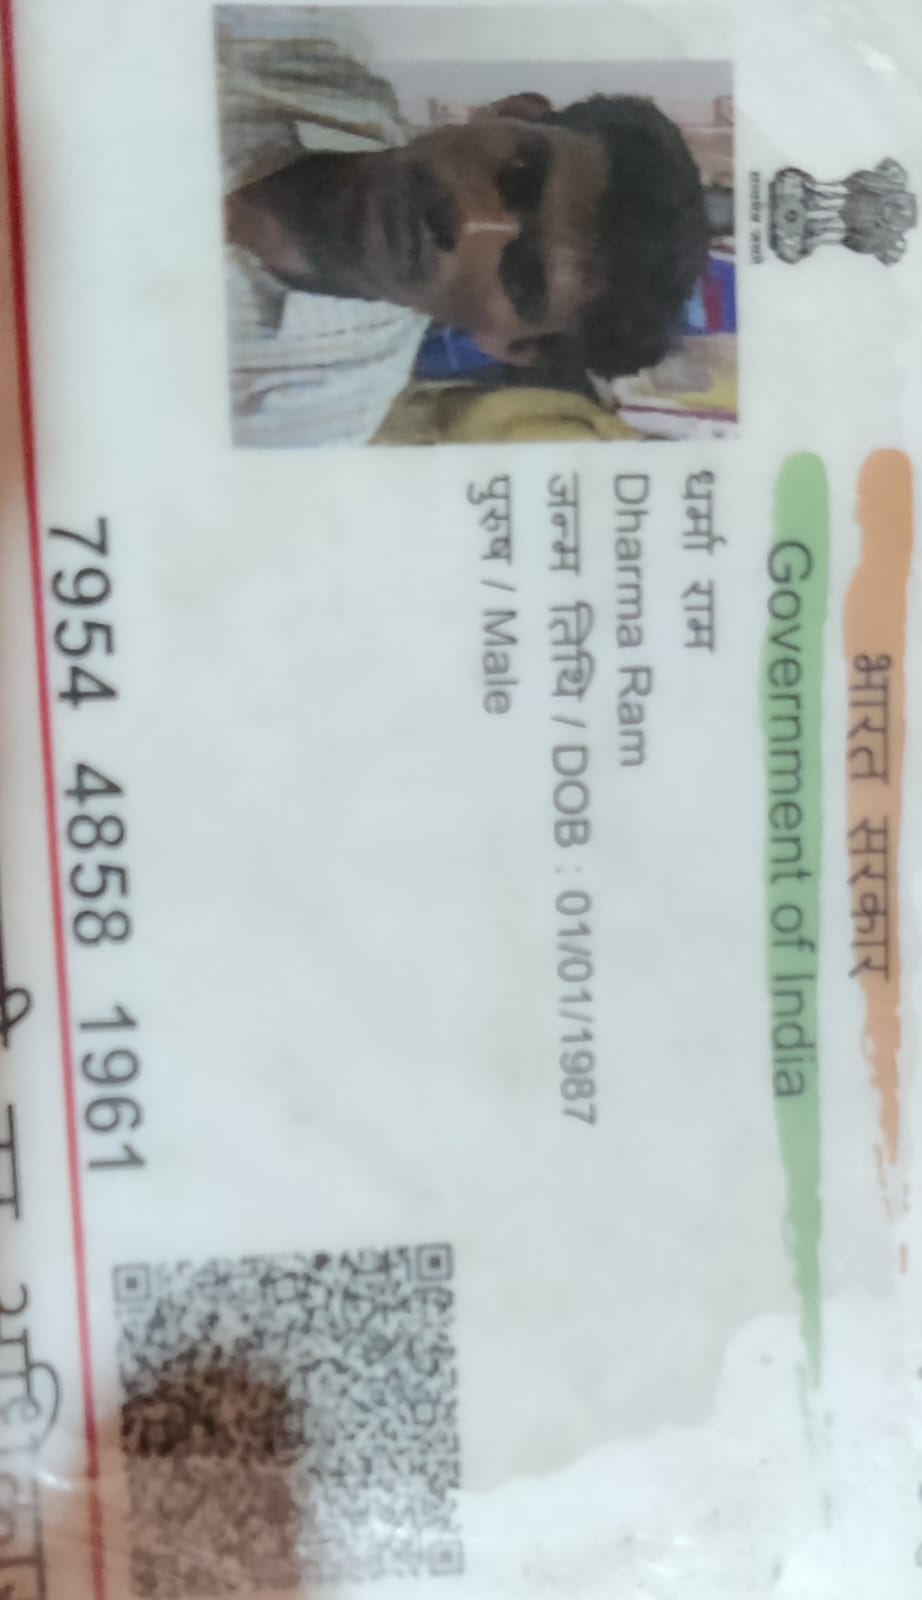 भारत सरकार
Government of India
सत्यमेव जयते
धर्मा राम
Dharma Ram
जन्म तिथि / DOB : 01/01/1987
पुरुष / Male
7954 4858 1961